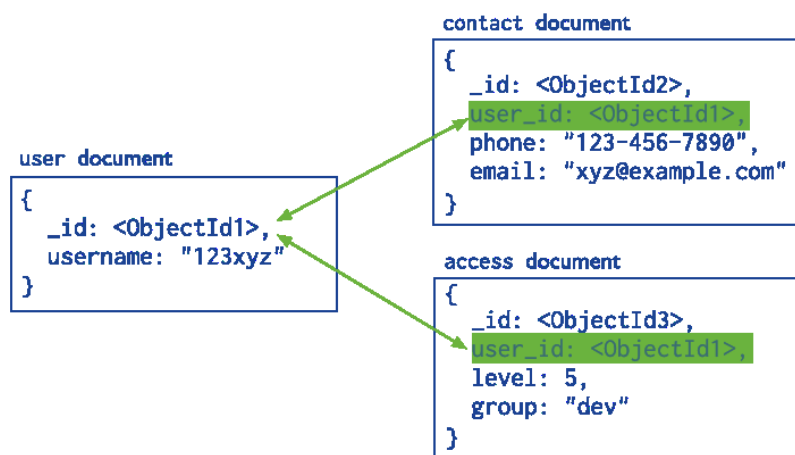 user document
{
_id: <ObjectId1>,
username: "123xyz"
}
contact document
{
_id: <ObjectId2>,
user_id: <ObjectId1>,
phone: "123-456-7890",
email: "xyz@example.com"
}
access document
{
_id: <ObjectId3>,
user_id: <ObjectId1>,
level: 5,
group: "dev"
}